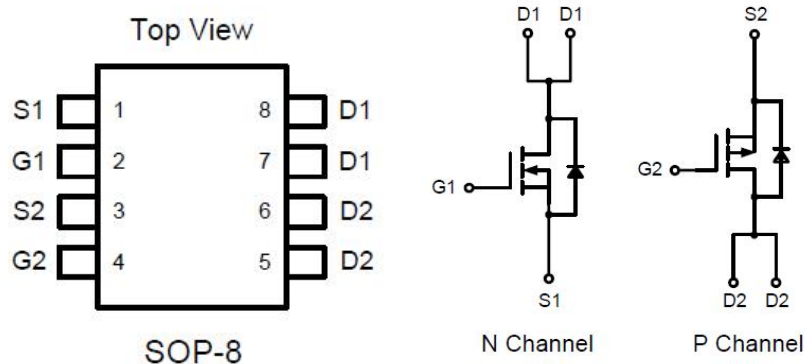 Top View
S1 1 8 D1
G1 2 7 D1
S2 3 6 D2
G2 4 5 D2
SOP-8
D1 D1
G1
S1
N Channel
S2
G2
D2 D2
P Channel